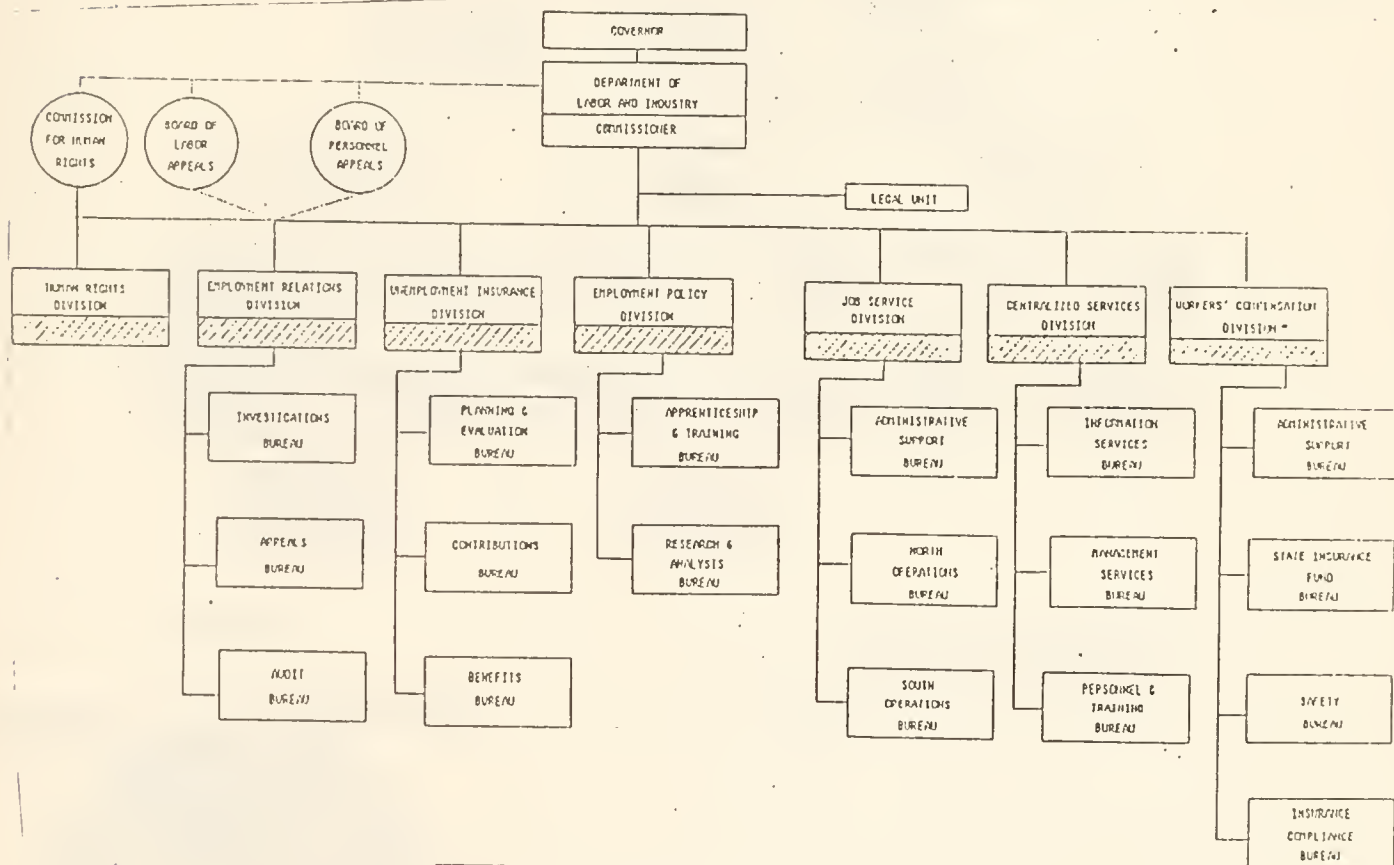 GOVERNOR
DEPARTMENT OF
LABOR AND INDUSTRY
COMMISSIONER
COMMISSION
FOR HUMAN
RIGHTS
BOARD OF
LABOR
APPEALS
BOARD OF
PERSONNEL
APPEALS
LEGAL UNIT
HUMAN RIGHTS
DIVISION
EMPLOYMENT RELATIONS
DIVISION
UNEMPLOYMENT INSURANCE
DIVISION
EMPLOYMENT POLICY
DIVISION
JOB SERVICE
DIVISION
CENTRALIZED SERVICES
DIVISION
WORKERS' COMPENSATION
DIVISION *
INVESTIGATIONS
BUREAU
APPEALS
BUREAU
AUDIT
BUREAU
PLANNING &
EVALUATION
BUREAU
CONTRIBUTIONS
BUREAU
BENEFITS
BUREAU
APPRENTICESHIP
& TRAINING
BUREAU
RESEARCH &
ANALYSIS
BUREAU
ADMINISTRATIVE
SUPPORT
BUREAU
NORTH
OPERATIONS
BUREAU
SOUTH
OPERATIONS
BUREAU
INFORMATION
SERVICES
BUREAU
MANAGEMENT
SERVICES
BUREAU
PERSONNEL &
TRAINING
BUREAU
ADMINISTRATIVE
SUPPORT
BUREAU
STATE INSURANCE
FUND
BUREAU
SAFETY
BUREAU
INSURANCE
COMPLIANCE
BUREAU